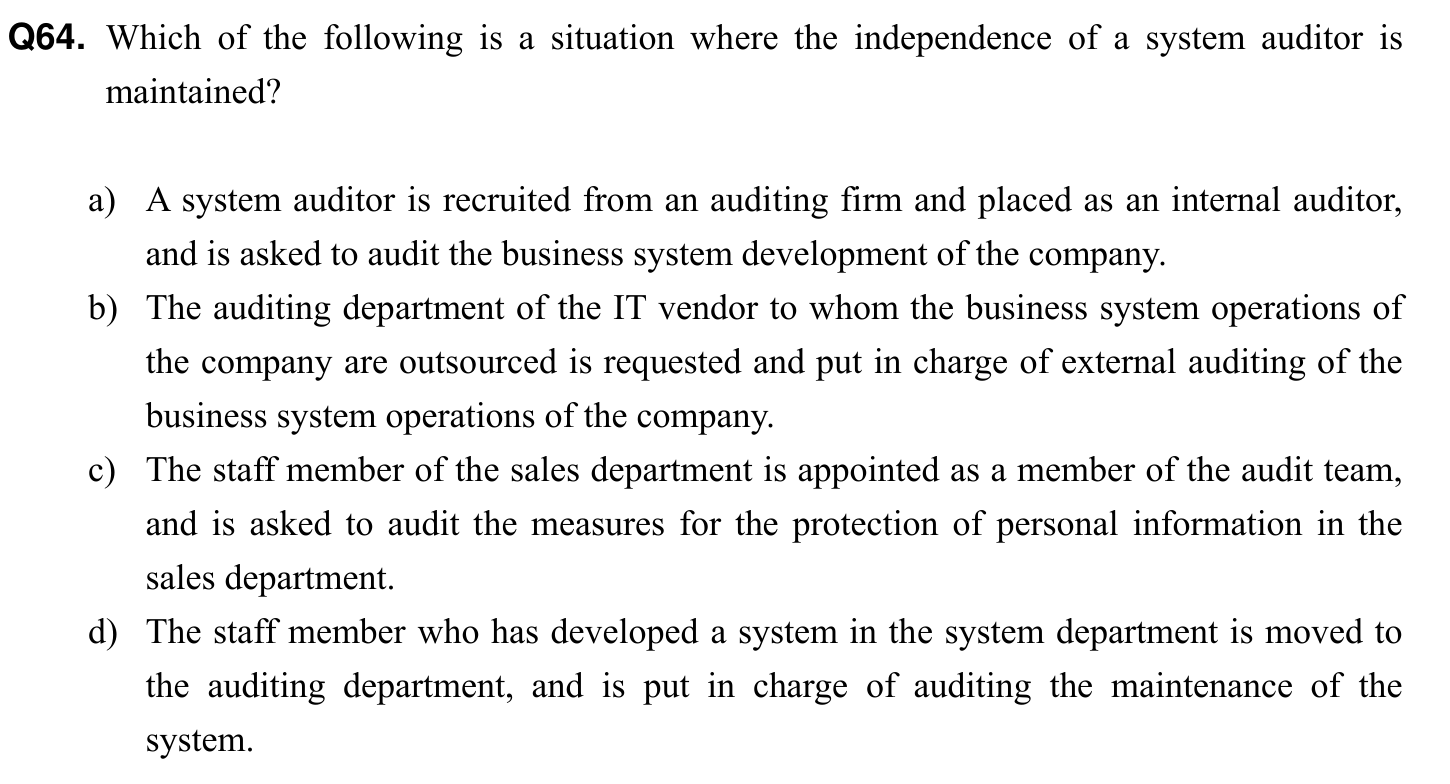 Q64. Which of the following is a situation where the independence of a system auditor is
maintained?
a) A system auditor is recruited from an auditing firm and placed as an internal auditor,
and is asked to audit the business system development of the company.
b) The auditing department of the IT vendor to whom the business system operations of
the company are outsourced is requested and put in charge of external auditing of the
business system operations of the company.
c) The staff member of the sales department is appointed as a member of the audit team,
and is asked to audit the measures for the protection of personal information in the
sales department.
d) The staff member who has developed a system in the system department is moved to
the auditing department, and is put in charge of auditing the maintenance of the
system.